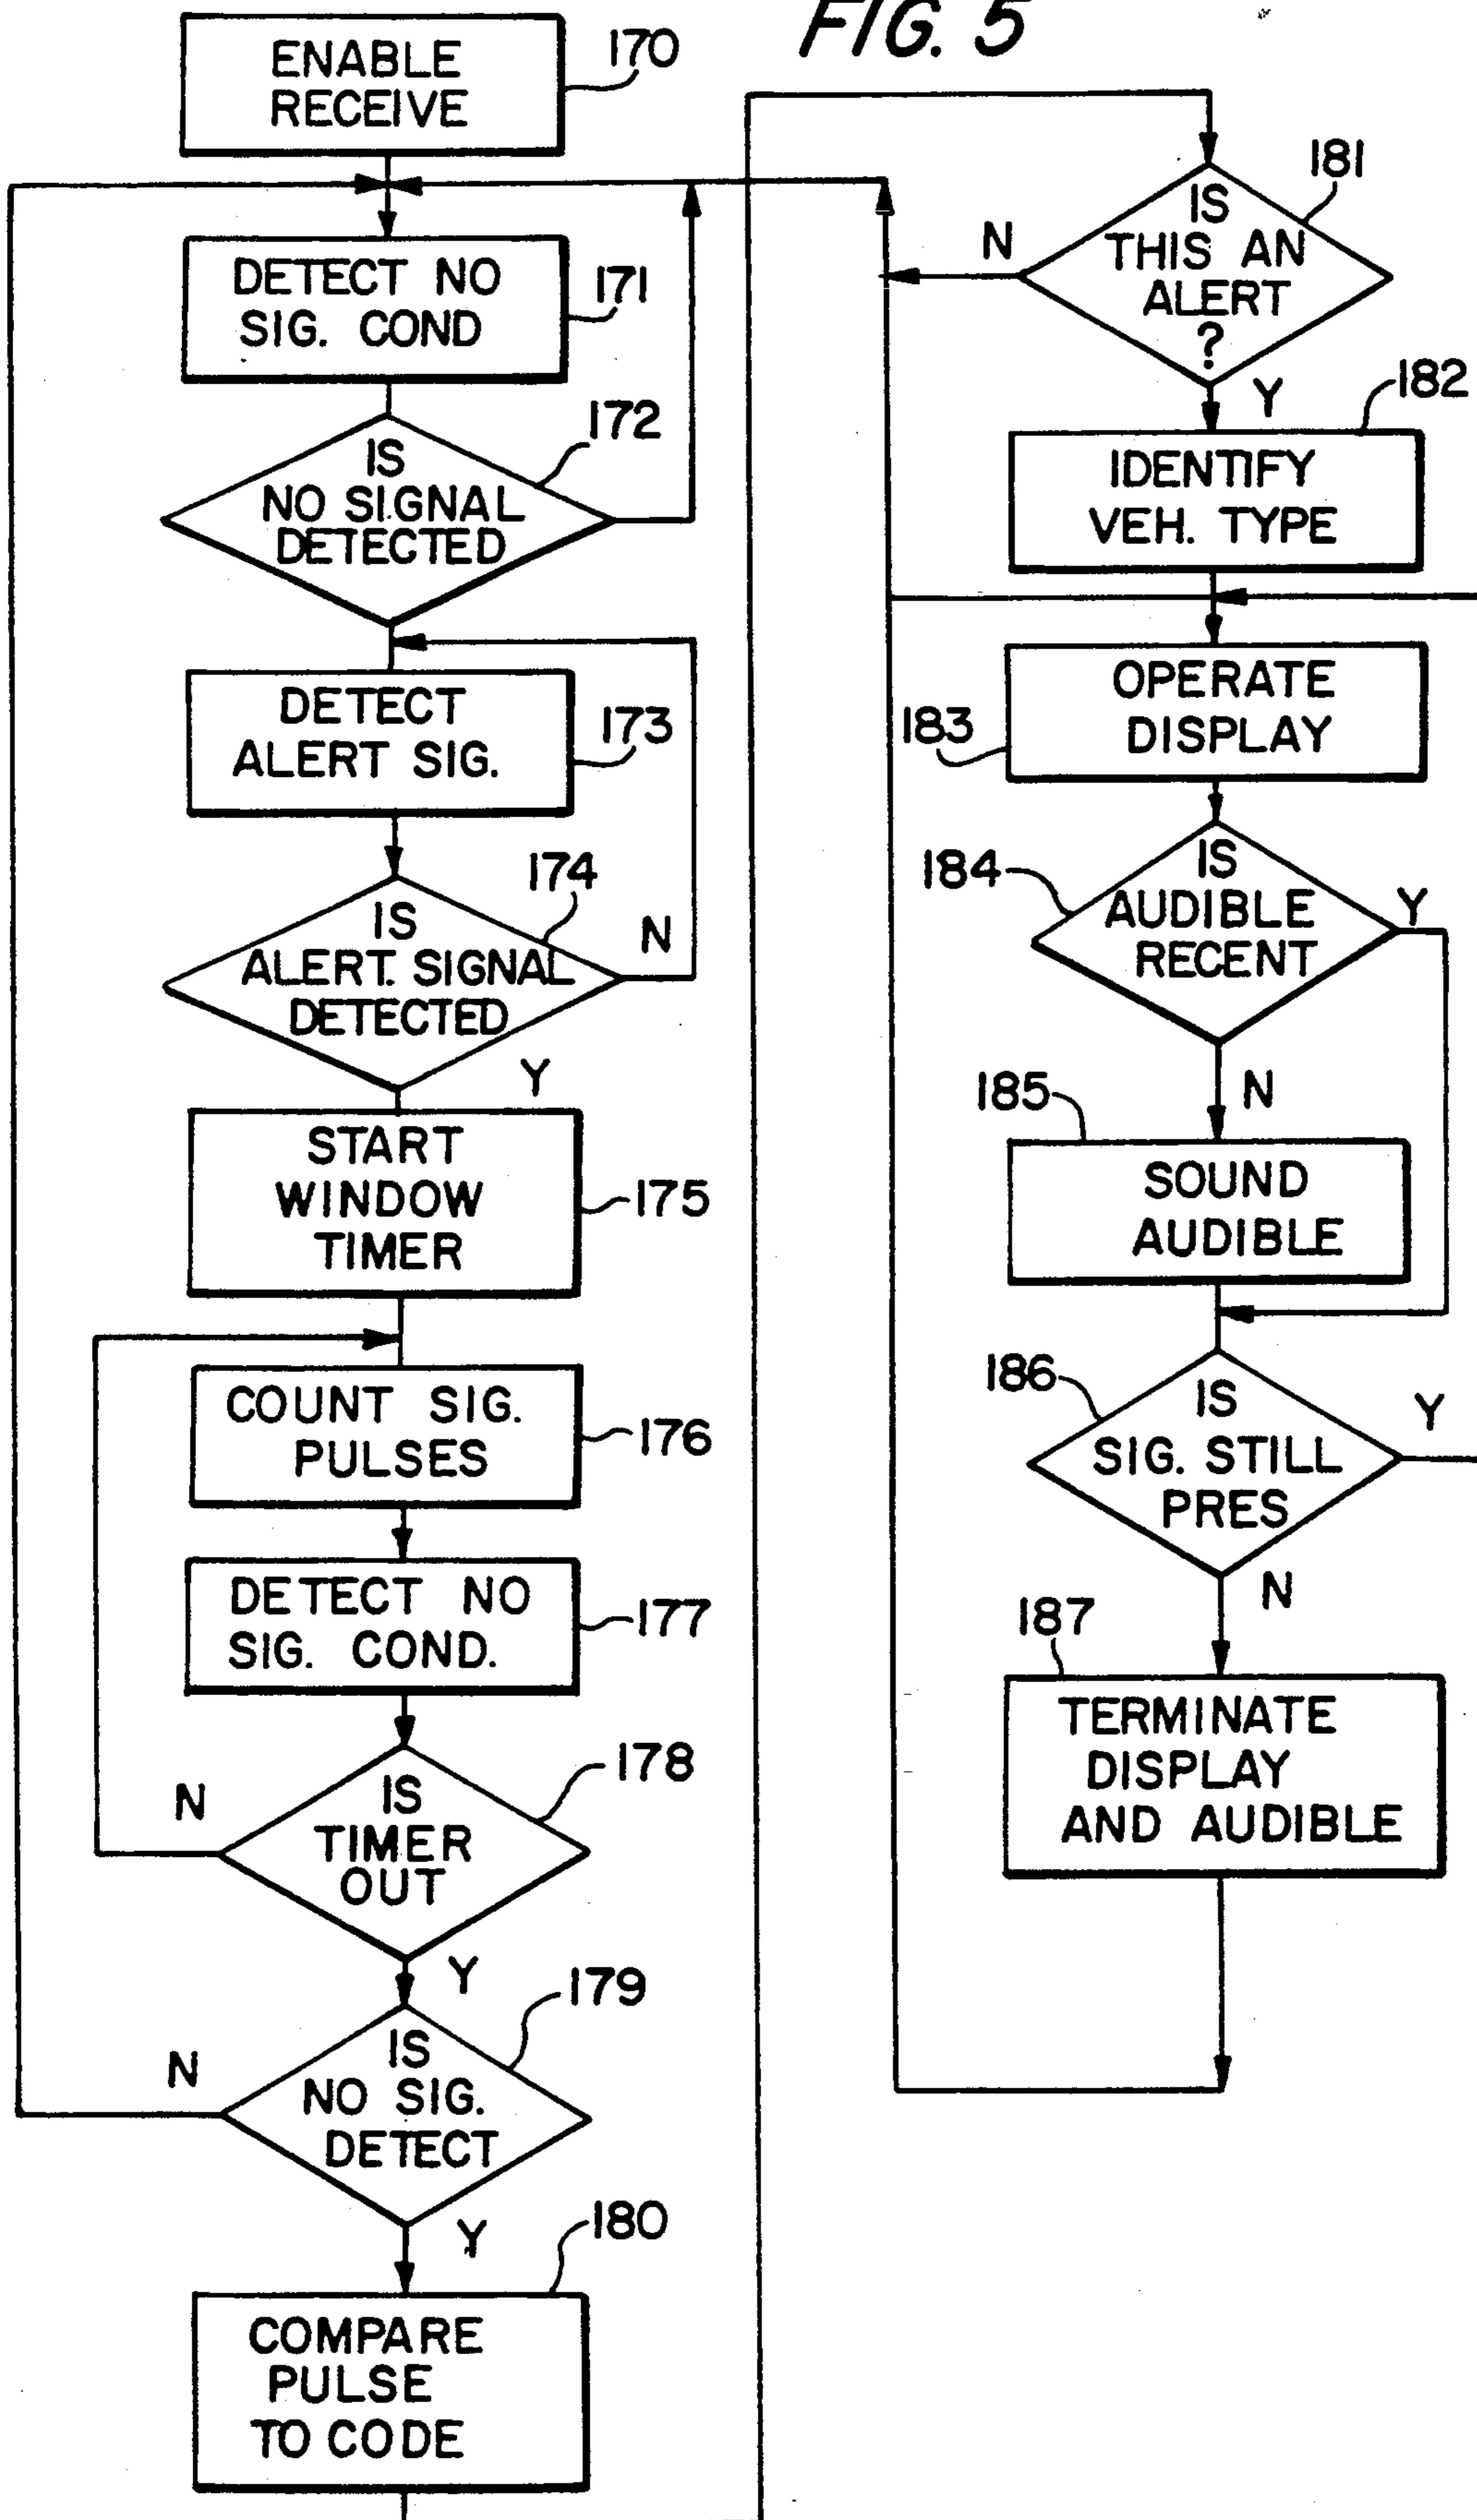 FIG. 5
ENABLE
RECEIVE
170
DETECT NO
SIG. COND
171
172
IS
NO SIGNAL
DETECTED
DETECT
ALERT SIG.
173
174
IS
ALERT. SIGNAL
DETECTED
N
Y
START
WINDOW
TIMER
175
COUNT SIG.
PULSES
176
DETECT NO
SIG. COND.
177
178
IS
TIMER
OUT
N
Y
179
IS
NO SIG.
DETECT
N
Y
180
COMPARE
PULSE
TO CODE
181
IS
THIS AN
ALERT
?
N
Y
182
IDENTIFY
VEH. TYPE
OPERATE
DISPLAY
183
184
IS
AUDIBLE
RECENT
Y
N
185
SOUND
AUDIBLE
186
IS
SIG. STILL
PRES
Y
N
187
TERMINATE
DISPLAY
AND AUDIBLE